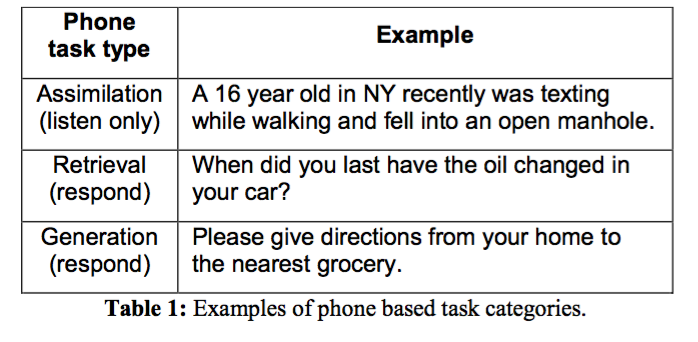 Phone
task type
Example
Assimilation
(listen only)
A 16 year old in NY recently was texting
while walking and fell into an open manhole.
Retrieval
(respond)
When did you last have the oil changed in
your car?
Generation
(respond)
Please give directions from your home to
the nearest grocery.
Table 1: Examples of phone based task categories.